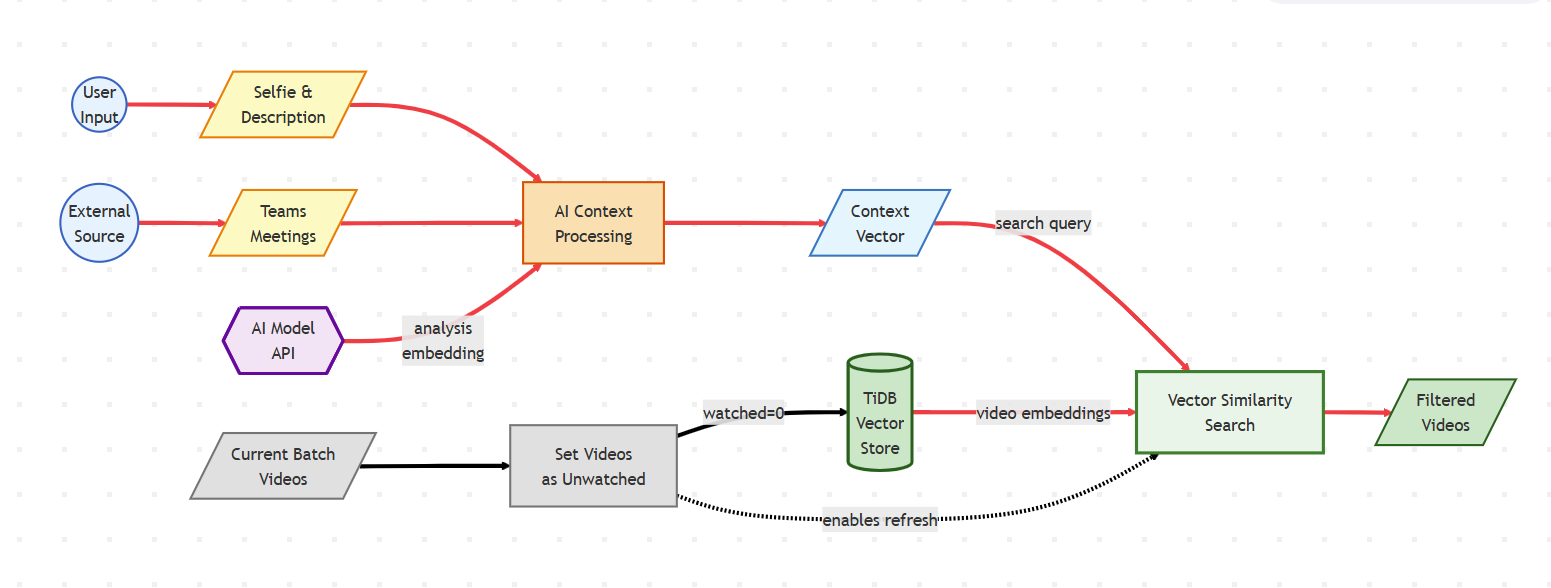 User
Input
Selfie &
Description
External
Source
Teams
Meetings
AI Context
Processing
Context
Vector
search query
AI Model
API
analysis
embedding
Current Batch
Videos
Set Videos
as Unwatched
watched=0
TiDB
Vector
Store
video embeddings
enables refresh
Vector Similarity
Search
Filtered
Videos